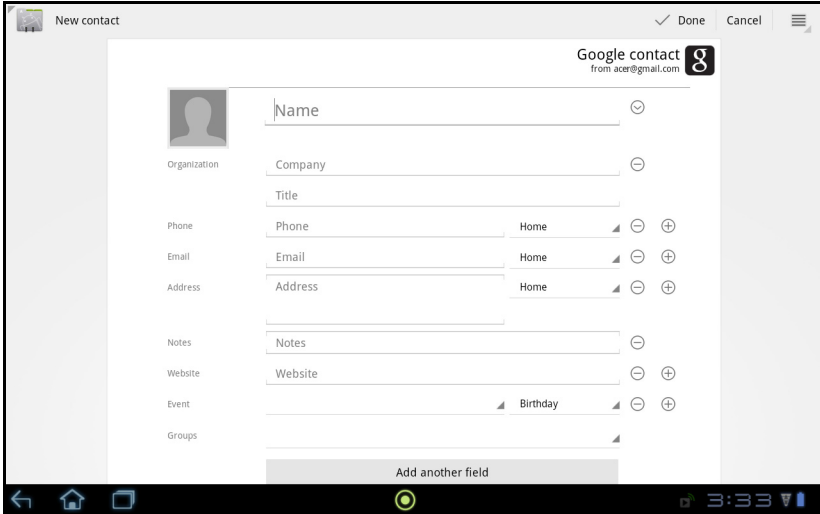 New contact
Done Cancel
Google contact
from acer@gmail.com
g
Name
Organization Company
Title
Phone Phone Home
Email Email Home
Address Address Home
Notes Notes
Website Website
Event Birthday
Groups
Add another field
3:33